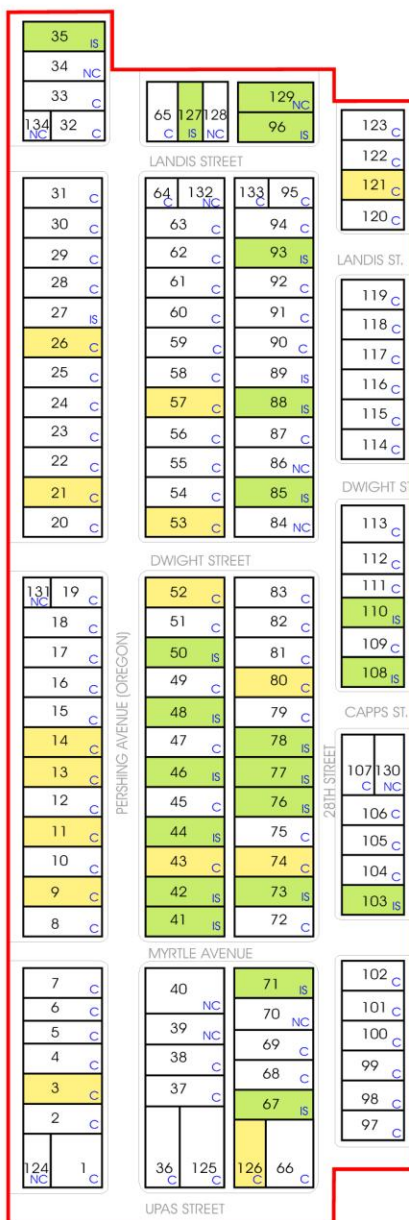 35 IS
34 NC
33 C
134 NC 32 C
65 C 127 IS 128 NC
129 NC
96 IS
123 C
122 C
121 C
120 C
LANDIS STREET
LANDIS ST.
31 C
30 C
29 C
28 C
27 IS
26 C
25 C
24 C
23 C
22 C
21 C
20 C
64 C 132 NC
63 C
62 C
61 C
60 C
59 C
58 C
57 C
56 C
55 C
54 C
53 C
133 C 95 C
94 C
93 IS
92 C
91 C
90 C
89 IS
88 IS
87 C
86 NC
85 IS
84 NC
119 C
118 C
117 C
116 C
115 C
114 C
DWIGHT STREET
DWIGHT ST
131 NC 19 C
18 C
17 C
16 C
15 C
14 C
13 C
12 C
11 C
10 C
9 C
8 C
PERSHING AVENUE (OREGON)
52 C
51 C
50 IS
49 C
48 IS
47 C
46 IS
45 C
44 IS
43 C
42 IS
41 IS
83 C
82 C
81 C
80 C
79 C
78 IS
77 IS
76 IS
75 C
74 C
73 IS
72 C
28TH STREET
113 C
112 C
111 C
110 IS
109 C
108 IS
CAPPS ST.
107 C 130 NC
106 C
105 C
104 C
103 IS
MYRTLE AVENUE
7 C
6 C
5 C
4 C
3 C
2 C
124 NC 1 C
40 NC
39 NC
38 C
37 C
36 C 125 C
71 IS
70 NC
69 C
68 C
67 IS
126 C 66 C
102 C
101 C
100 C
99 C
98 C
97 C
UPAS STREET